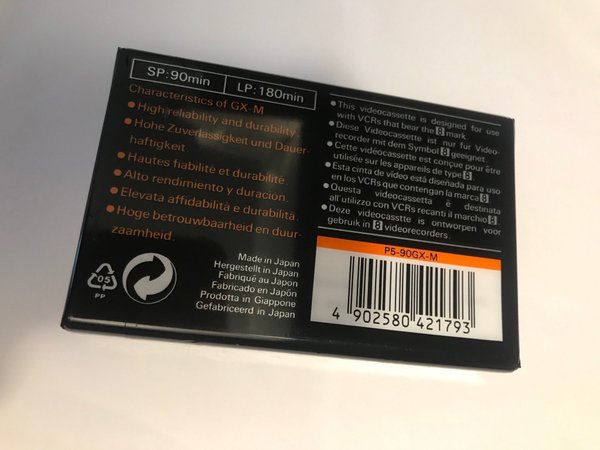 SP:90min LP:180min
Characteristics of GX-M
● High reliability and durability.
● Hohe Zuverlässigkeit und Dauer-
haftigkeit.
● Hautes fiabilité et durabilité.
● Alto rendimiento y duración.
● Elevata affidabilità e durabilità.
● Hoge betrouwbaarheid en duur-
zaamheid.
● This videocassette is designed for use
with VCRs that bear the 8 mark.
● Diese Videocassette ist nur für Video-
recorder mit dem Symbol 8 geeignet.
● Cette vidéocassette est conçue pour être
utilisée sur les appareils de type 8.
● Esta cinta de vídeo está diseñada para uso
en los VCRs que contengan la marca 8.
● Questa videocassetta è destinata
all'utilizzo con VCRs recanti il marchio 8.
● Deze videocasstte is ontworpen voor
gebruik in 8 videorecorders.
Made in Japan
Hergestellt in Japan
Fabriqué au Japon
Fabricado en Japón
Prodotta in Giappone
Gefabriceerd in Japan
05
PP
P5-90GX-M
4 902580 421793